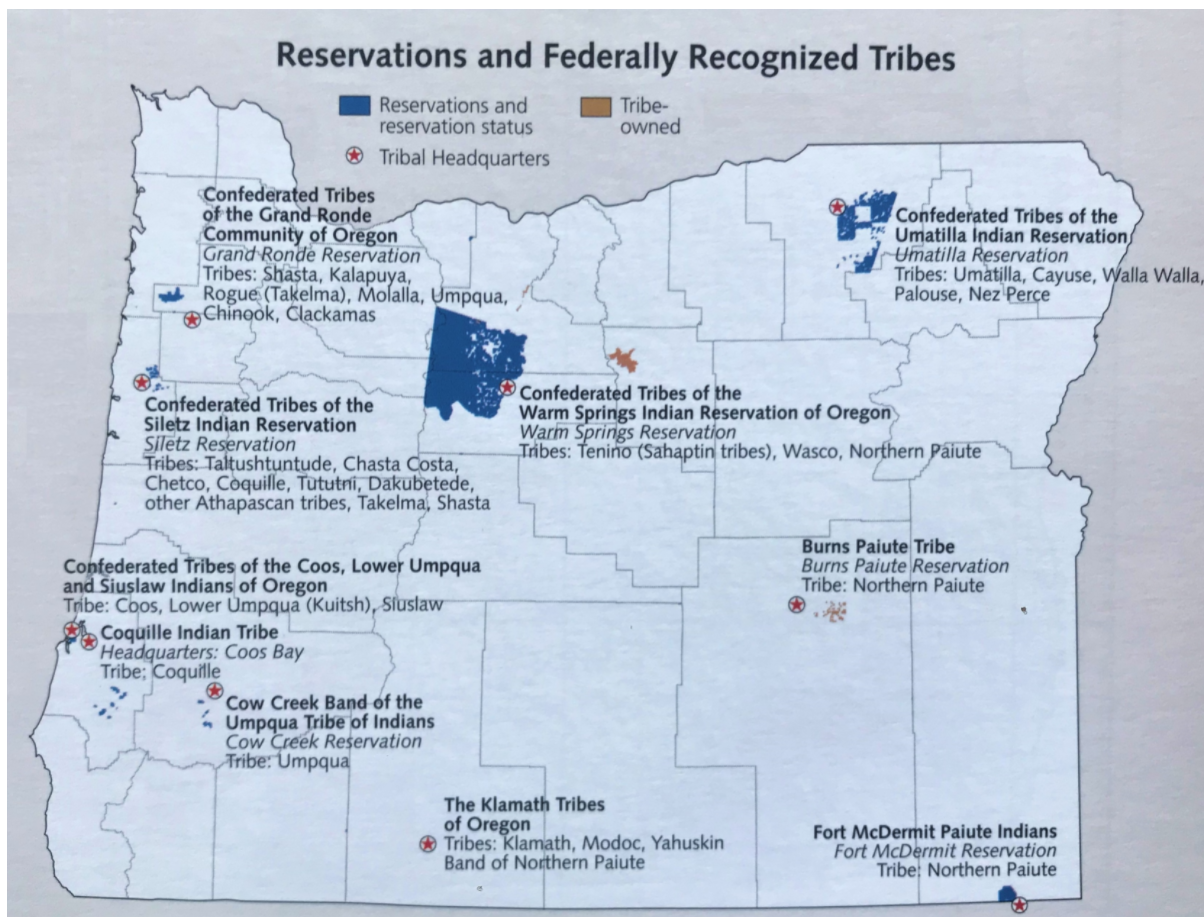 Reservations and Federally Recognized Tribes
Reservations and
reservation status
Tribe-
owned
Tribal Headquarters
Confederated Tribes
of the Grand Ronde
Community of Oregon
Grand Ronde Reservation
Tribes: Shasta, Kalapuya,
Rogue (Takelma), Molalla, Umpqua,
Chinook, Clackamas
Confederated Tribes of the
Umatilla Indian Reservation
Umatilla Reservation
Tribes: Umatilla, Cayuse, Walla Walla,
Palouse, Nez Perce
Confederated Tribes of the
Siletz Indian Reservation
Siletz Reservation
Tribes: Taltushtuntude, Chasta Costa,
Chetco, Coquille, Tututni, Dakubetede,
other Athapascan tribes, Takelma, Shasta
Confederated Tribes of the
Warm Springs Indian Reservation of Oregon
Warm Springs Reservation
Tribes: Tenino (Sahaptin tribes), Wasco, Northern Paiute
Confederated Tribes of the Coos, Lower Umpqua
and Siuslaw Indians of Oregon
Tribe: Coos, Lower Umpqua (Kuitsh), Siuslaw
Burns Paiute Tribe
Burns Paiute Reservation
Tribe: Northern Paiute
Coquille Indian Tribe
Headquarters: Coos Bay
Tribe: Coquille
Cow Creek Band of the
Umpqua Tribe of Indians
Cow Creek Reservation
Tribe: Umpqua
The Klamath Tribes
of Oregon
Tribes: Klamath, Modoc, Yahuskin
Band of Northern Paiute
Fort McDermit Paiute Indians
Fort McDermit Reservation
Tribe: Northern Paiute